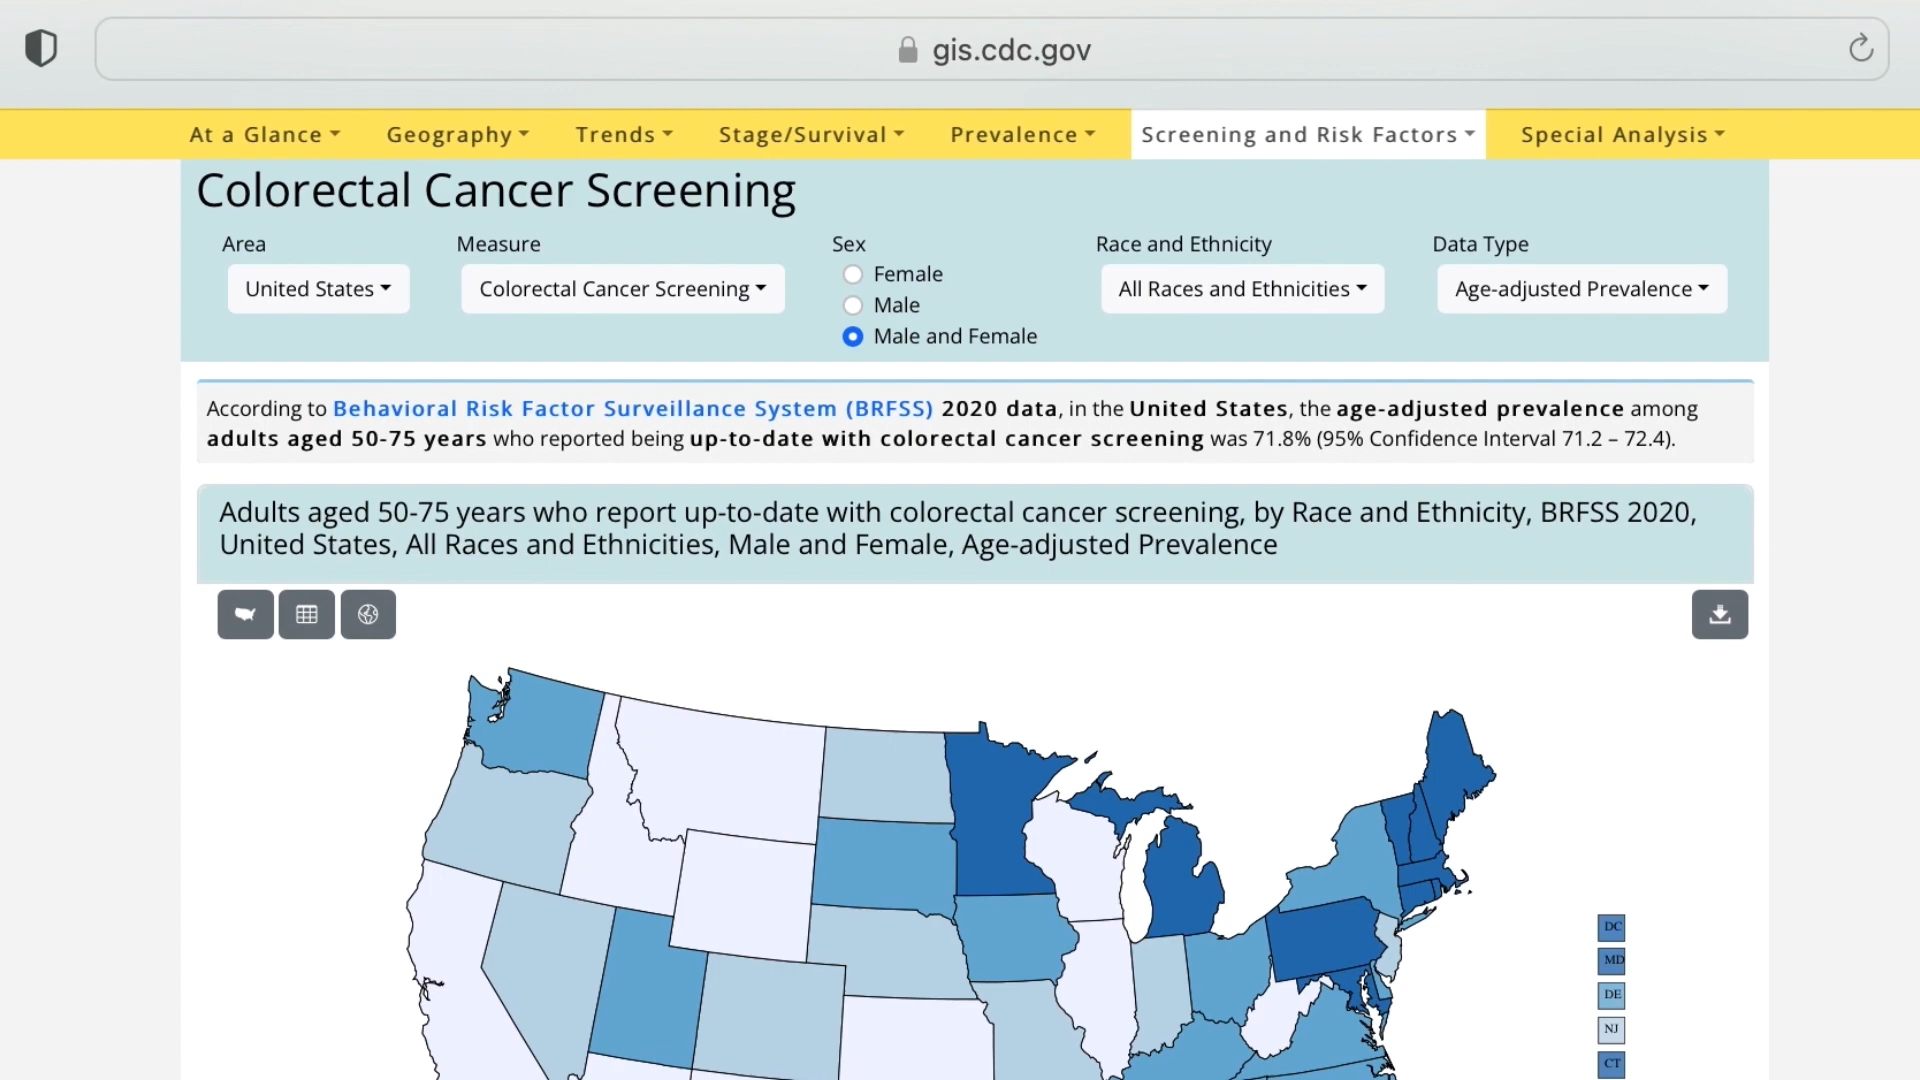 gis.cdc.gov
At a Glance Geography Trends Stage/Survival Prevalence Screening and Risk Factors Special Analysis
Colorectal Cancer Screening
Area Measure Sex Race and Ethnicity Data Type
United States Colorectal Cancer Screening Female All Races and Ethnicities Age-adjusted Prevalence
Male
Male and Female
According to Behavioral Risk Factor Surveillance System (BRFSS) 2020 data, in the United States, the age-adjusted prevalence among
adults aged 50-75 years who reported being up-to-date with colorectal cancer screening was 71.8% (95% Confidence Interval 71.2 – 72.4).
Adults aged 50-75 years who report up-to-date with colorectal cancer screening, by Race and Ethnicity, BRFSS 2020,
United States, All Races and Ethnicities, Male and Female, Age-adjusted Prevalence
DC
MD
DE
NJ
CT